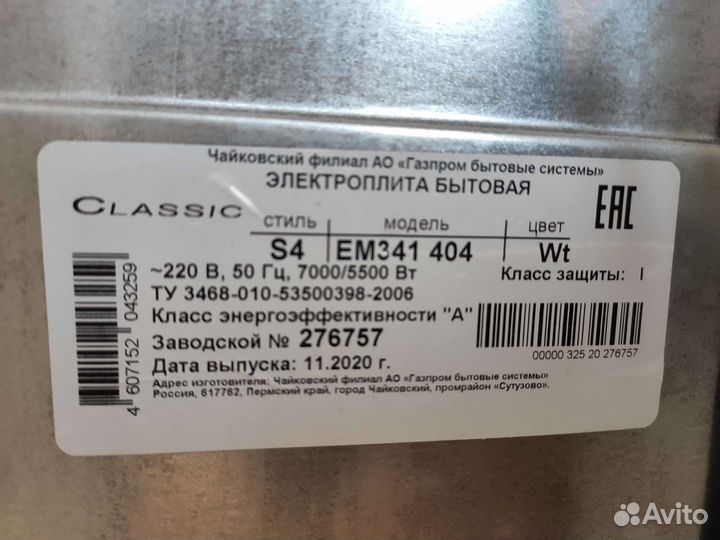 Чайковский филиал АО «Газпром бытовые системы»
ЭЛЕКТРОПЛИТА БЫТОВАЯ
CLASSIC
стиль модель цвет
S4 EM341 404 Wt
EAC
~220 В, 50 Гц, 7000/5500 Вт
Класс защиты: I
ТУ 3468-010-53500398-2006
Класс энергоэффективности "А"
Заводской № 276757
Дата выпуска: 11.2020 г.
00000 325 20 276757
Адрес изготовителя: Чайковский филиал АО «Газпром бытовые системы»
Россия, 617762, Пермский край, город Чайковский, промрайон «Сутузово».
4 607152 043259
Avito